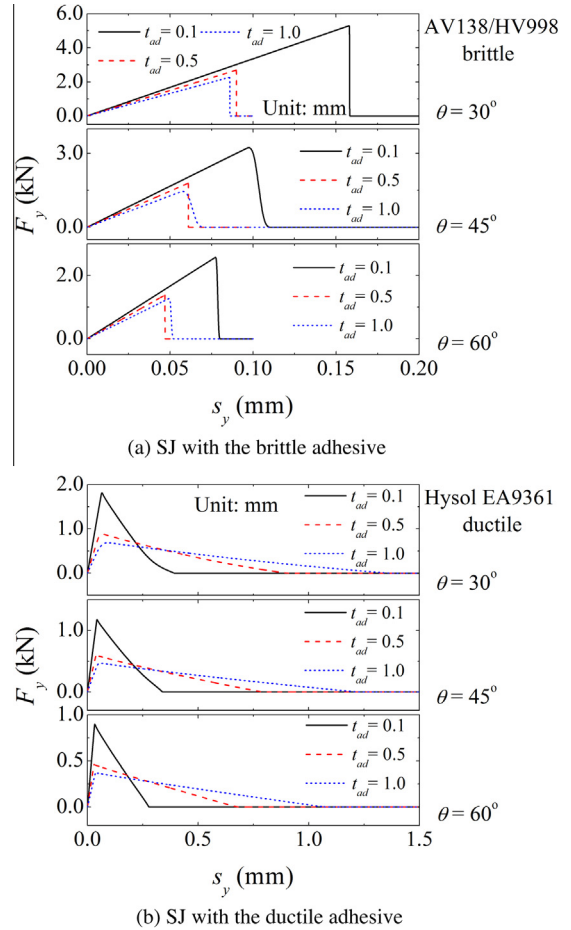 6.0
4.0
2.0
0.0
t_ad = 0.1
t_ad = 1.0
t_ad = 0.5
Unit: mm
AV138/HV998
brittle
θ = 30°
3.0
0.0
t_ad = 0.1
t_ad = 0.5
t_ad = 1.0
θ = 45°
F_y (kN)
2.0
0.0
t_ad = 0.1
t_ad = 0.5
t_ad = 1.0
θ = 60°
0.00 0.05 0.10 0.15 0.20
s_y (mm)
(a) SJ with the brittle adhesive
2.0
1.0
0.0
Unit: mm
t_ad = 0.1
t_ad = 0.5
t_ad = 1.0
Hysol EA9361
ductile
θ = 30°
1.0
0.0
t_ad = 0.1
t_ad = 0.5
t_ad = 1.0
θ = 45°
F_y (kN)
1.0
0.5
0.0
t_ad = 0.1
t_ad = 0.5
t_ad = 1.0
θ = 60°
0.0 0.5 1.0 1.5
s_y (mm)
(b) SJ with the ductile adhesive